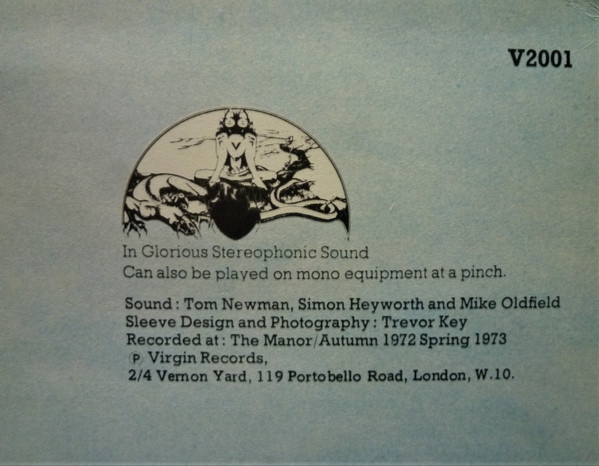 V2001
In Glorious Stereophonic Sound
Can also be played on mono equipment at a pinch.
Sound : Tom Newman, Simon Heyworth and Mike Oldfield
Sleeve Design and Photography : Trevor Key
Recorded at : The Manor/Autumn 1972 Spring 1973
℗ Virgin Records,
2/4 Vernon Yard, 119 Portobello Road, London, W.10.